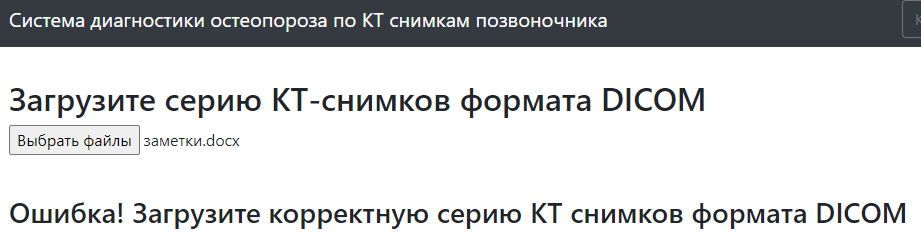 Система диагностики остеопороза по КТ снимкам позвоночника
Загрузите серию КТ-снимков формата DICOM
Выбрать файлы заметки.docx
Ошибка! Загрузите корректную серию КТ снимков формата DICOM